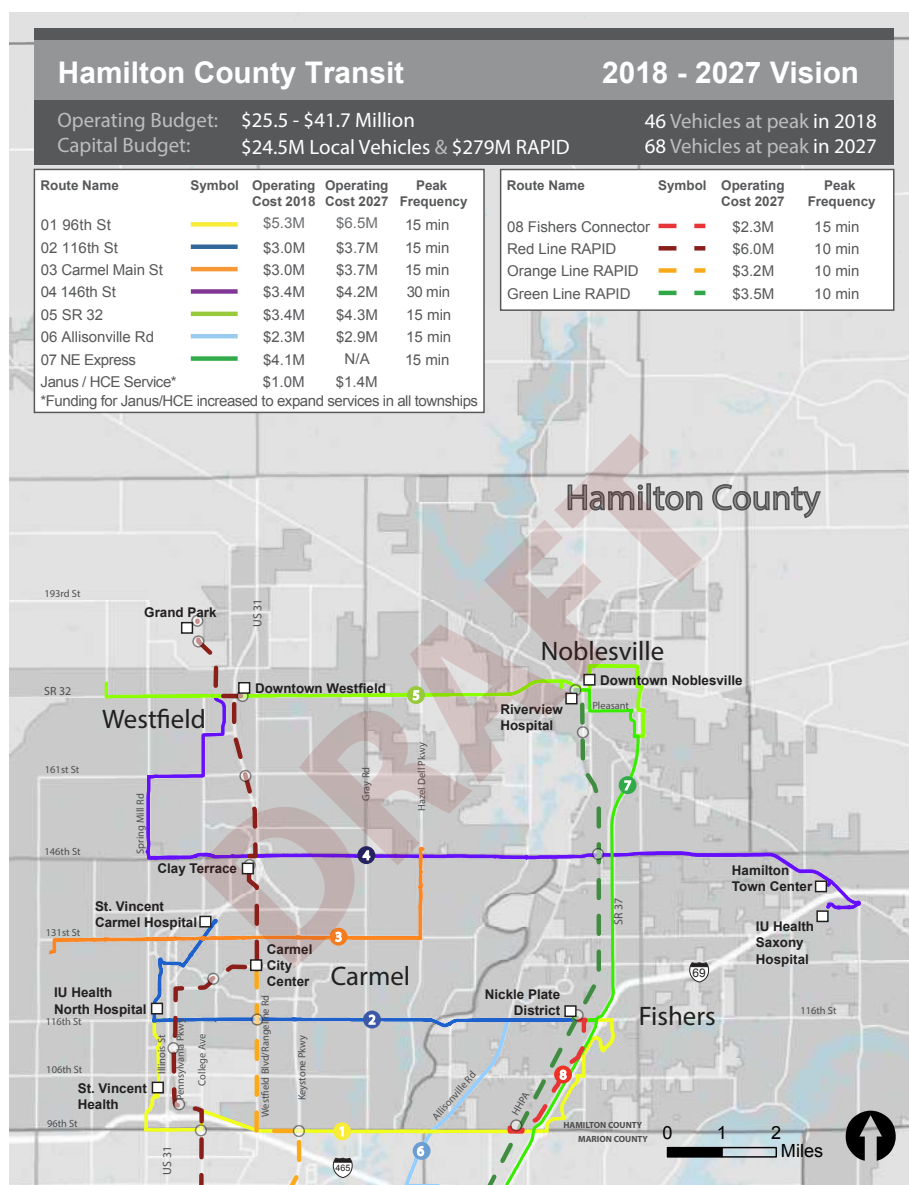 Hamilton County Transit 2018 - 2027 Vision
Operating Budget: $25.5 - $41.7 Million
Capital Budget: $24.5M Local Vehicles & $279M RAPID
46 Vehicles at peak in 2018
68 Vehicles at peak in 2027
Route Name Symbol Operating Cost 2018 Operating Cost 2027 Peak Frequency
01 96th St $5.3M $6.5M 15 min
02 116th St $3.0M $3.7M 15 min
03 Carmel Main St $3.0M $3.7M 15 min
04 146th St $3.4M $4.2M 30 min
05 SR 32 $3.4M $4.3M 15 min
06 Allisonville Rd $2.3M $2.9M 15 min
07 NE Express $4.1M N/A 15 min
Janus / HCE Service* $1.0M $1.4M
*Funding for Janus/HCE increased to expand services in all townships
Route Name Symbol Operating Cost 2027 Peak Frequency
08 Fishers Connector $2.3M 15 min
Red Line RAPID $6.0M 10 min
Orange Line RAPID $3.2M 10 min
Green Line RAPID $3.5M 10 min
Hamilton County
DRAFT
193rd St
Grand Park
US 31
Noblesville
SR 32
Downtown Westfield
5
Downtown Noblesville
Westfield
Riverview
Hospital
Pleasant
161st St
Gray Rd
Hazel Dell Pkwy
7
Spring Mill Rd
146th St
4
Clay Terrace
Hamilton
Town Center
St. Vincent
Carmel Hospital
SR 37
IU Health
Saxony
Hospital
131st St
3
Carmel
City
Center
Carmel
69
IU Health
North Hospital
Nickle Plate
District
Fishers
116th St
2
116th St
Illinois St
Pennsylvania Pkwy
College Ave
Westfield Blvd/Rangeline Rd
Keystone Pkwy
106th St
St. Vincent
Health
Allisonville Rd
8
HHPA
96th St
1
HAMILTON COUNTY
MARION COUNTY
6
US 31
465
0 1 2
Miles